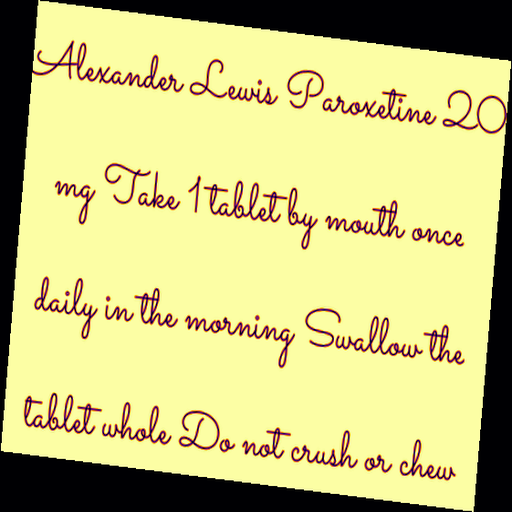 Alexander Lewis Paroxetine 20
mg Take 1 tablet by mouth once
daily in the morning Swallow the
tablet whole Do not crush or chew